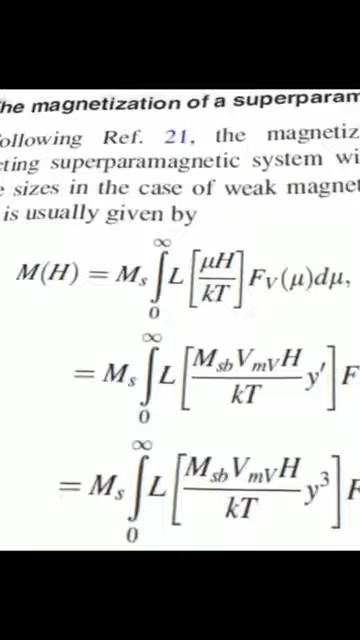 The magnetization of a superparam
ollowing Ref. 21, the magnetiz
cting superparamagnetic system wi
e sizes in the case of weak magnet
is usually given by
M(H) = M_s ∫_0^∞ L [μH/kT] F_V(μ)dμ,
= M_s ∫_0^∞ L [M_sb V_mV H/kT y′] F
= M_s ∫_0^∞ L [M_sb V_mV H/kT y³] F